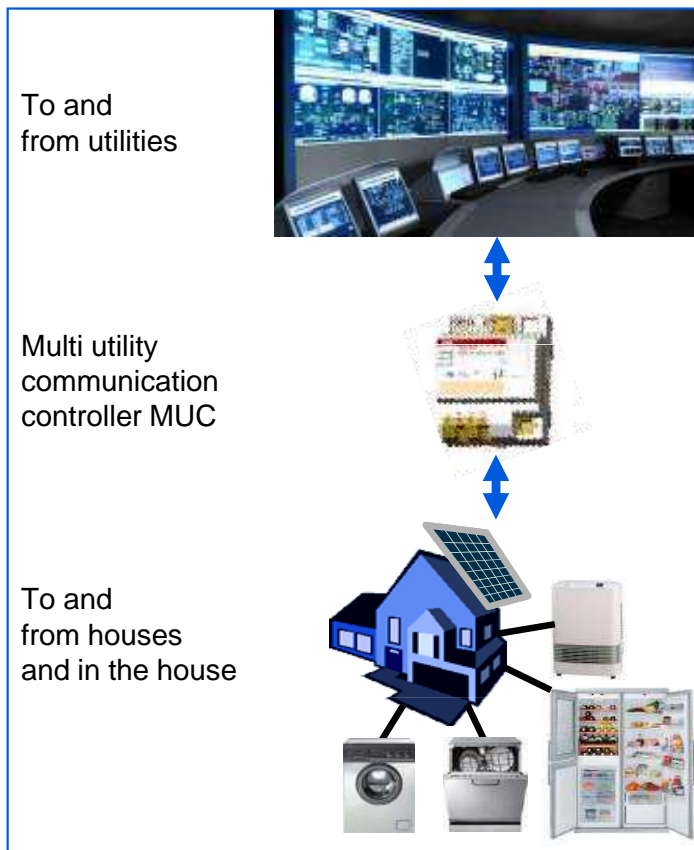 To and
from utilities
Multi utility
communication
controller MUC
To and
from houses
and in the house